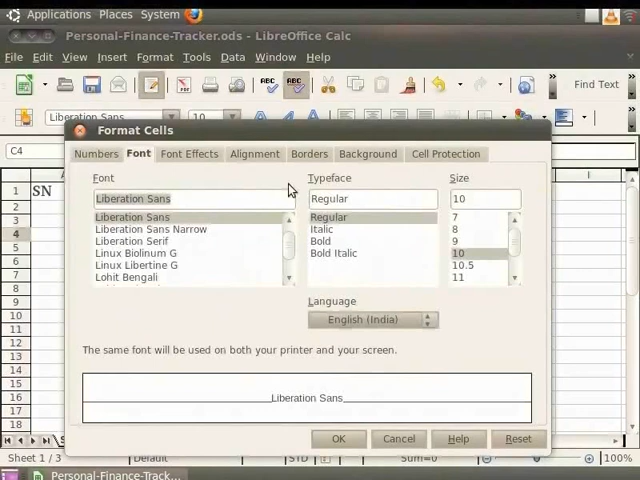 Applications Places System
Personal-Finance-Tracker.ods - LibreOffice Calc
File Edit View Insert Format Tools Data Window Help
ABC ABC Find Text
Liberation Sans 10
Format Cells
C4
Numbers Font Font Effects Alignment Borders Background Cell Protection
Font Typeface Size
Liberation Sans Regular 10
Liberation Sans Regular 7
Liberation Sans Narrow Italic 8
Liberation Serif Bold 9
Linux Biolinum G Bold Italic 10
Linux Libertine G 10.5
Lohit Bengali 11
Language
English (India)
The same font will be used on both your printer and your screen.
Liberation Sans
OK Cancel Help Reset
I
1 SN
2
3
4
5
6
7
8
9
10
11
12
13
14
15
16
17
18
Sheet 1 / 3 Default STD Sum=0 100%
Personal-Finance-Track...